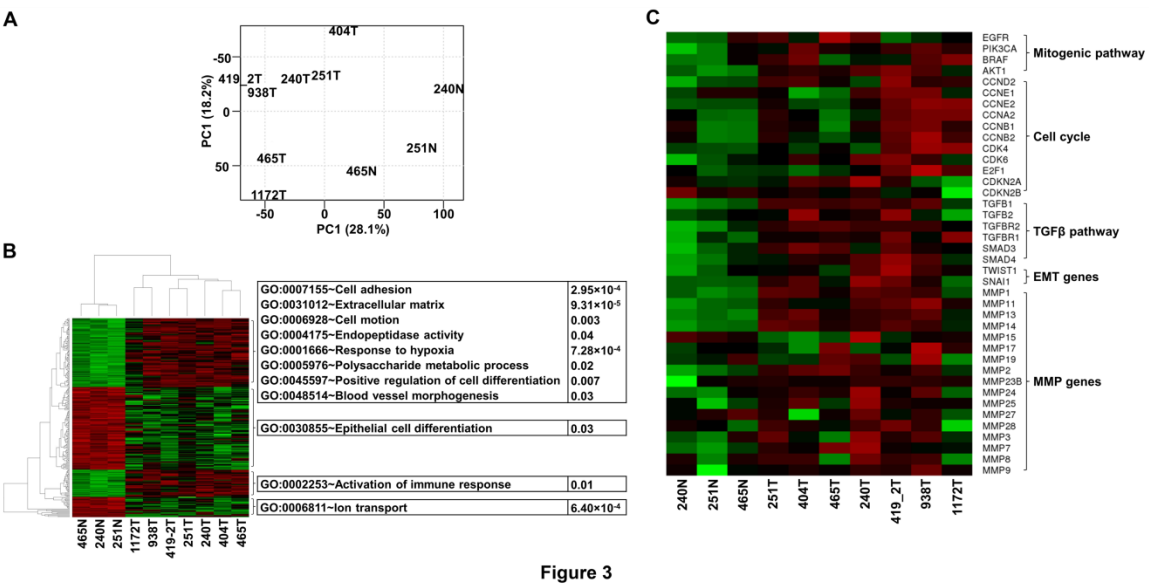 A
404T
-50
419_2T
240T
251T
938T
240N
0
251N
465T
465N
50
1172T
PC1 (18.2%)
-50 0 50 100
PC1 (28.1%)
B
GO:0007155~Cell adhesion 2.95×10⁻⁴
GO:0031012~Extracellular matrix 9.31×10⁻⁵
GO:0006928~Cell motion 0.003
GO:0004175~Endopeptidase activity 0.04
GO:0001666~Response to hypoxia 7.28×10⁻⁴
GO:0005976~Polysaccharide metabolic process 0.02
GO:0045597~Positive regulation of cell differentiation 0.007
GO:0048514~Blood vessel morphogenesis 0.03
GO:0030855~Epithelial cell differentiation 0.03
GO:0002253~Activation of immune response 0.01
GO:0006811~Ion transport 6.40×10⁻⁴
465N 240N 251N 1172T 938T 419-2T 251T 240T 404T 465T
C
EGFR
PIK3CA
BRAF
AKT1
CCND2
CCNE1
CCNE2
CCNA2
CCNB1
CCNB2
CDK4
CDK6
E2F1
CDKN2A
CDKN2B
TGFB1
TGFB2
TGFBR2
TGFBR1
SMAD3
SMAD4
TWIST1
SNAI1
MMP1
MMP11
MMP13
MMP14
MMP15
MMP17
MMP19
MMP2
MMP23B
MMP24
MMP25
MMP27
MMP28
MMP3
MMP7
MMP8
MMP9
Mitogenic pathway
Cell cycle
TGFβ pathway
EMT genes
MMP genes
240N 251N 465N 251T 404T 465T 240T 419_2T 938T 1172T
Figure 3